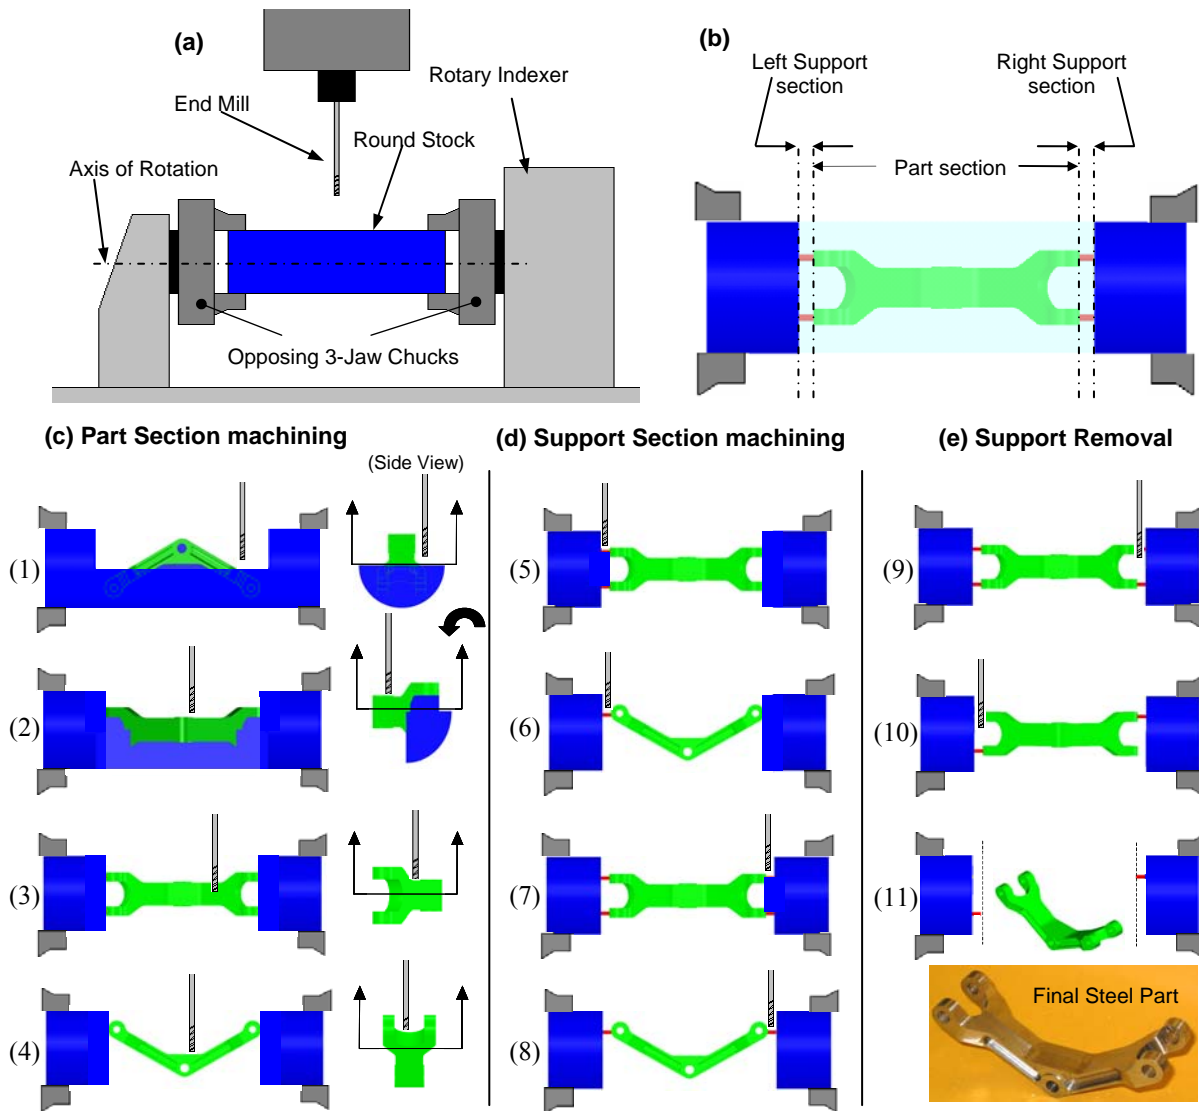 (a)
Rotary Indexer
End Mill
Round Stock
Axis of Rotation
Opposing 3-Jaw Chucks
(b)
Left Support
section
Right Support
section
Part section
(c) Part Section machining
(Side View)
(1)
(2)
(3)
(4)
(d) Support Section machining
(5)
(6)
(7)
(8)
(e) Support Removal
(9)
(10)
(11)
Final Steel Part